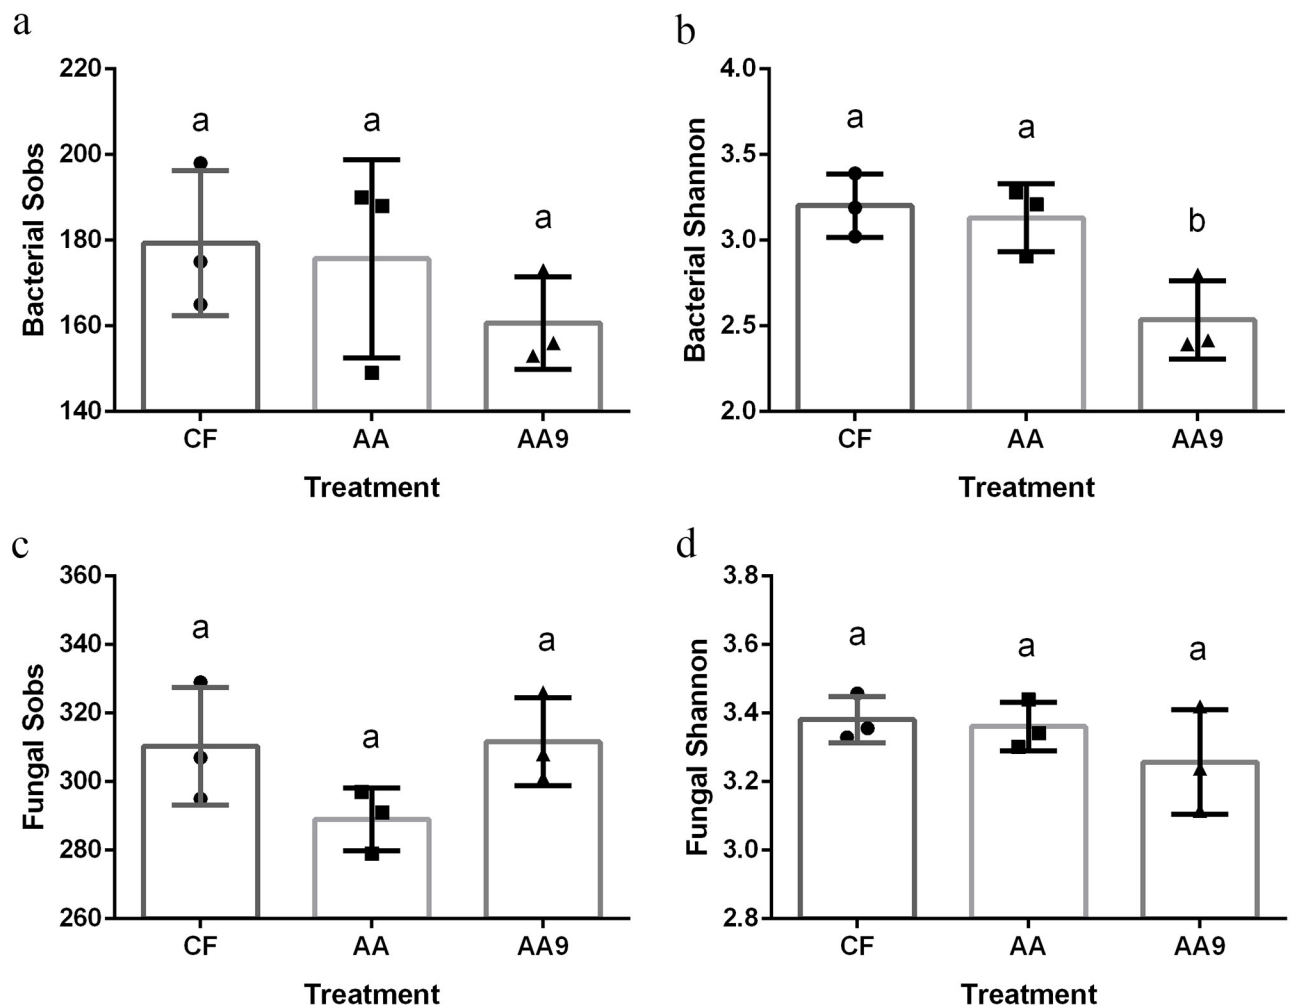 a
220
200
180
160
140
Bacterial Sobs
a
a
a
CF
AA
AA9
Treatment
b
4.0
3.5
3.0
2.5
2.0
Bacterial Shannon
a
a
b
CF
AA
AA9
Treatment
c
360
340
320
300
280
260
Fungal Sobs
a
a
a
CF
AA
AA9
Treatment
d
3.8
3.6
3.4
3.2
3.0
2.8
Fungal Shannon
a
a
a
CF
AA
AA9
Treatment